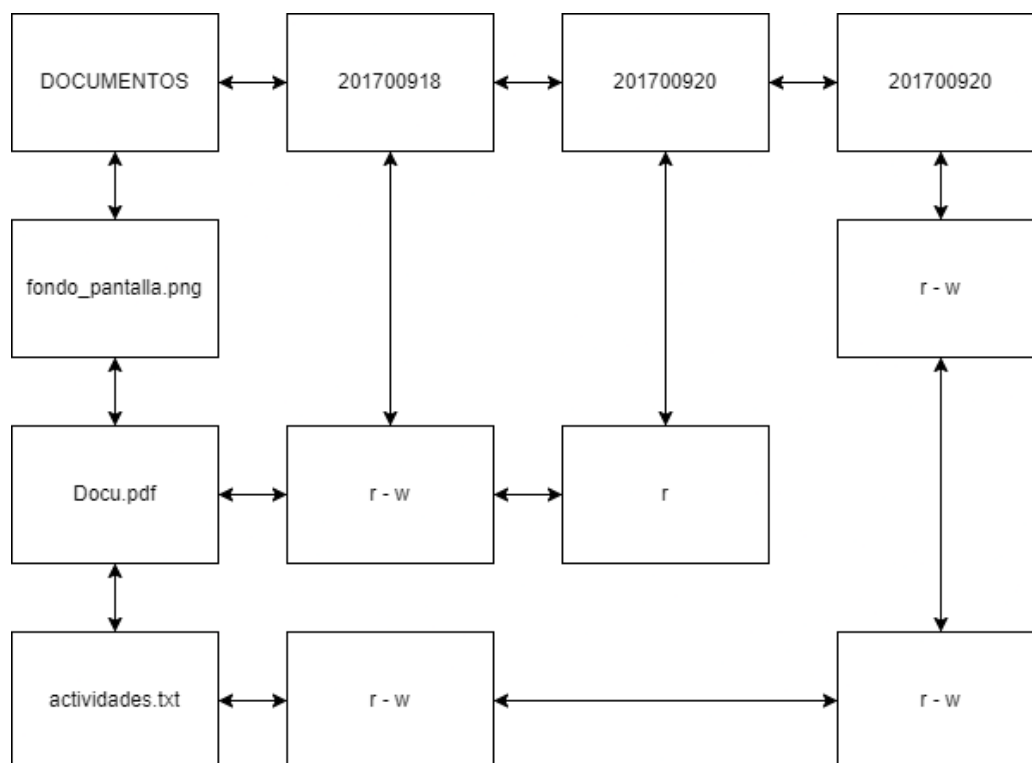 DOCUMENTOS
201700918
201700920
201700920
fondo_pantalla.png
r - w
Docu.pdf
r - w
r
actividades.txt
r - w
r - w